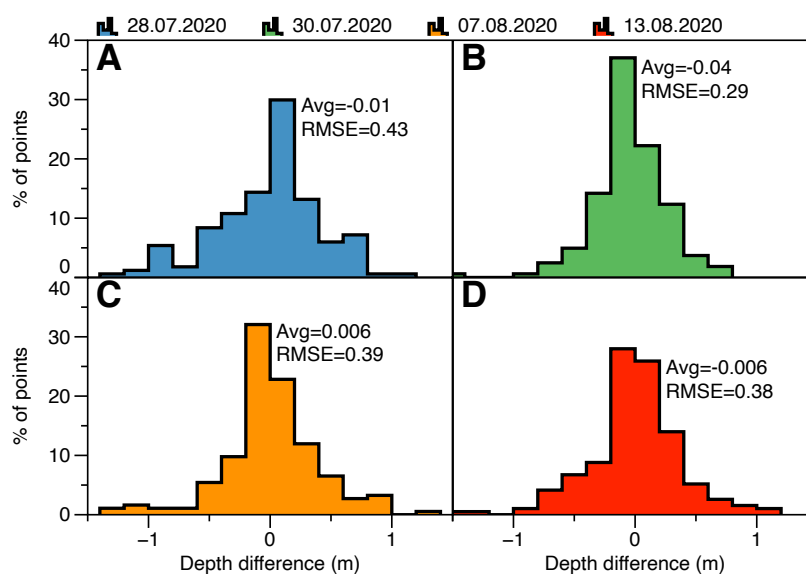 28.07.2020 30.07.2020 07.08.2020 13.08.2020
A
Avg=-0.01
RMSE=0.43
B
Avg=-0.04
RMSE=0.29
40
30
20
10
0
% of points
C
Avg=0.006
RMSE=0.39
D
Avg=-0.006
RMSE=0.38
40
30
20
10
0
% of points
−1 0 1
−1 0 1
Depth difference (m)
Depth difference (m)